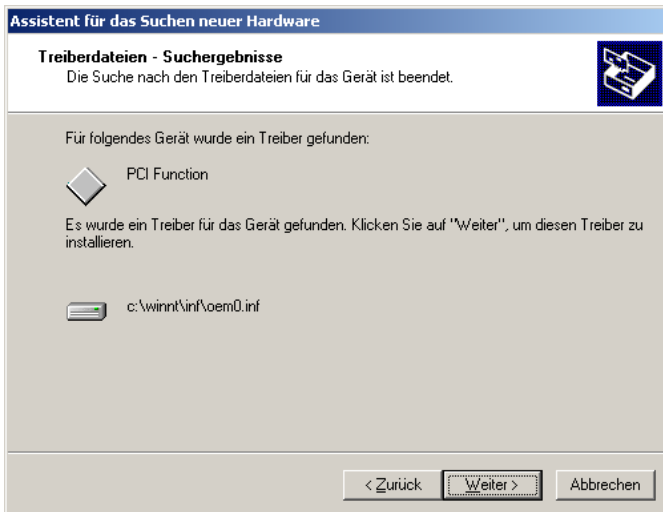 Assistent für das Suchen neuer Hardware
Treiberdateien - Suchergebnisse
Die Suche nach den Treiberdateien für das Gerät ist beendet.
Für folgendes Gerät wurde ein Treiber gefunden:
PCI Function
Es wurde ein Treiber für das Gerät gefunden. Klicken Sie auf "Weiter", um diesen Treiber zu
installieren.
c:\winnt\inf\oem0.inf
< Zurück Weiter > Abbrechen